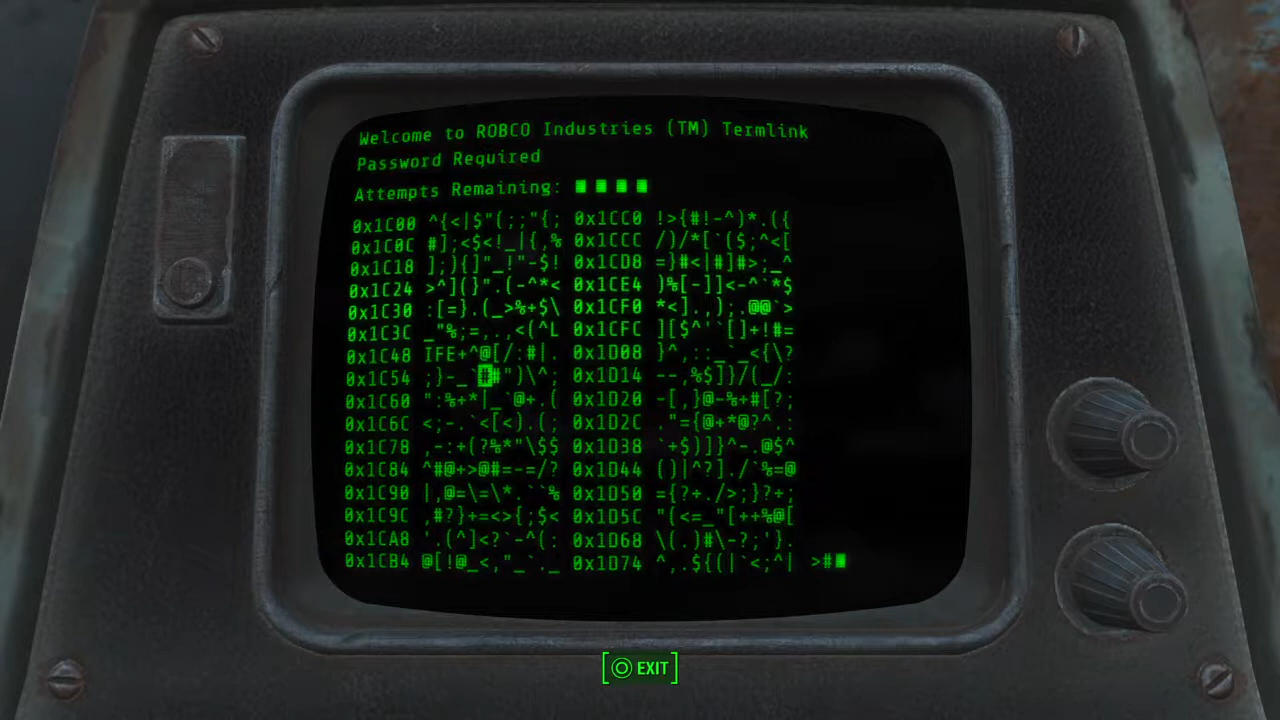 Welcome to ROBCO Industries (TM) Termlink
Password Required
Attempts Remaining: ■ ■ ■ ■
0x1C00 ^{<|$"(;;"{; 0x1CC0 !>{#!-^)*.({
0x1C0C #];<$<!_|{,% 0x1CCC /)/*[`($;^<[
0x1C18 ];){]"_!"-$! 0x1CD8 =}#<|#]#>;_^
0x1C24 >^](}".(-^*< 0x1CE4 )%[-]]<-^`*$
0x1C30 :[=}.(_>%+$\ 0x1CF0 *<].,);.@@`>
0x1C3C _"%;=,.,<(^L 0x1CFC ][$^'`[]+!#=
0x1C48 IFE+^@[/:#|. 0x1D08 }^,::_`_<{\?
0x1C54 ;}-_`##")\^; 0x1D14 --,%$]}/(_/:
0x1C60 ":%+*|_`@+.( 0x1D20 -[,}@-%+#[?;
0x1C6C <;-.`<[<).(; 0x1D2C ."={@+*@?^.:
0x1C78 ,-:+(?%*"\$$ 0x1D38 `+$)]}^-.@$^
0x1C84 ^#@+>@#=-=/? 0x1D44 ()|^?]./`%=@
0x1C90 |,@=\=\*.``% 0x1D50 ={?+./>;}?+;
0x1C9C ,#?}+=<>{;$< 0x1D5C "(<=_"[++%@[
0x1CA8 '.(^]<?`-^(: 0x1D68 \(.)#\-?;'}.
0x1CB4 @[!@_<,"_`._ 0x1D74 ^,.${(|`<;^| >#■
[EXIT]